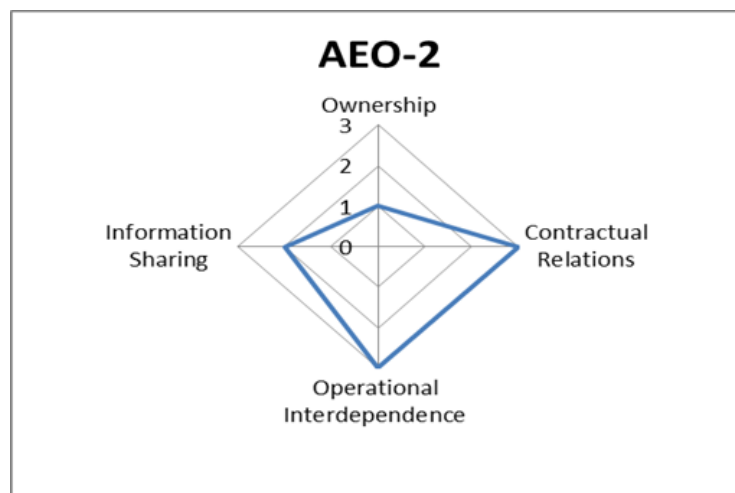 AEO-2
Ownership
3
2
1
0
Information
Sharing
Contractual
Relations
Operational
Interdependence